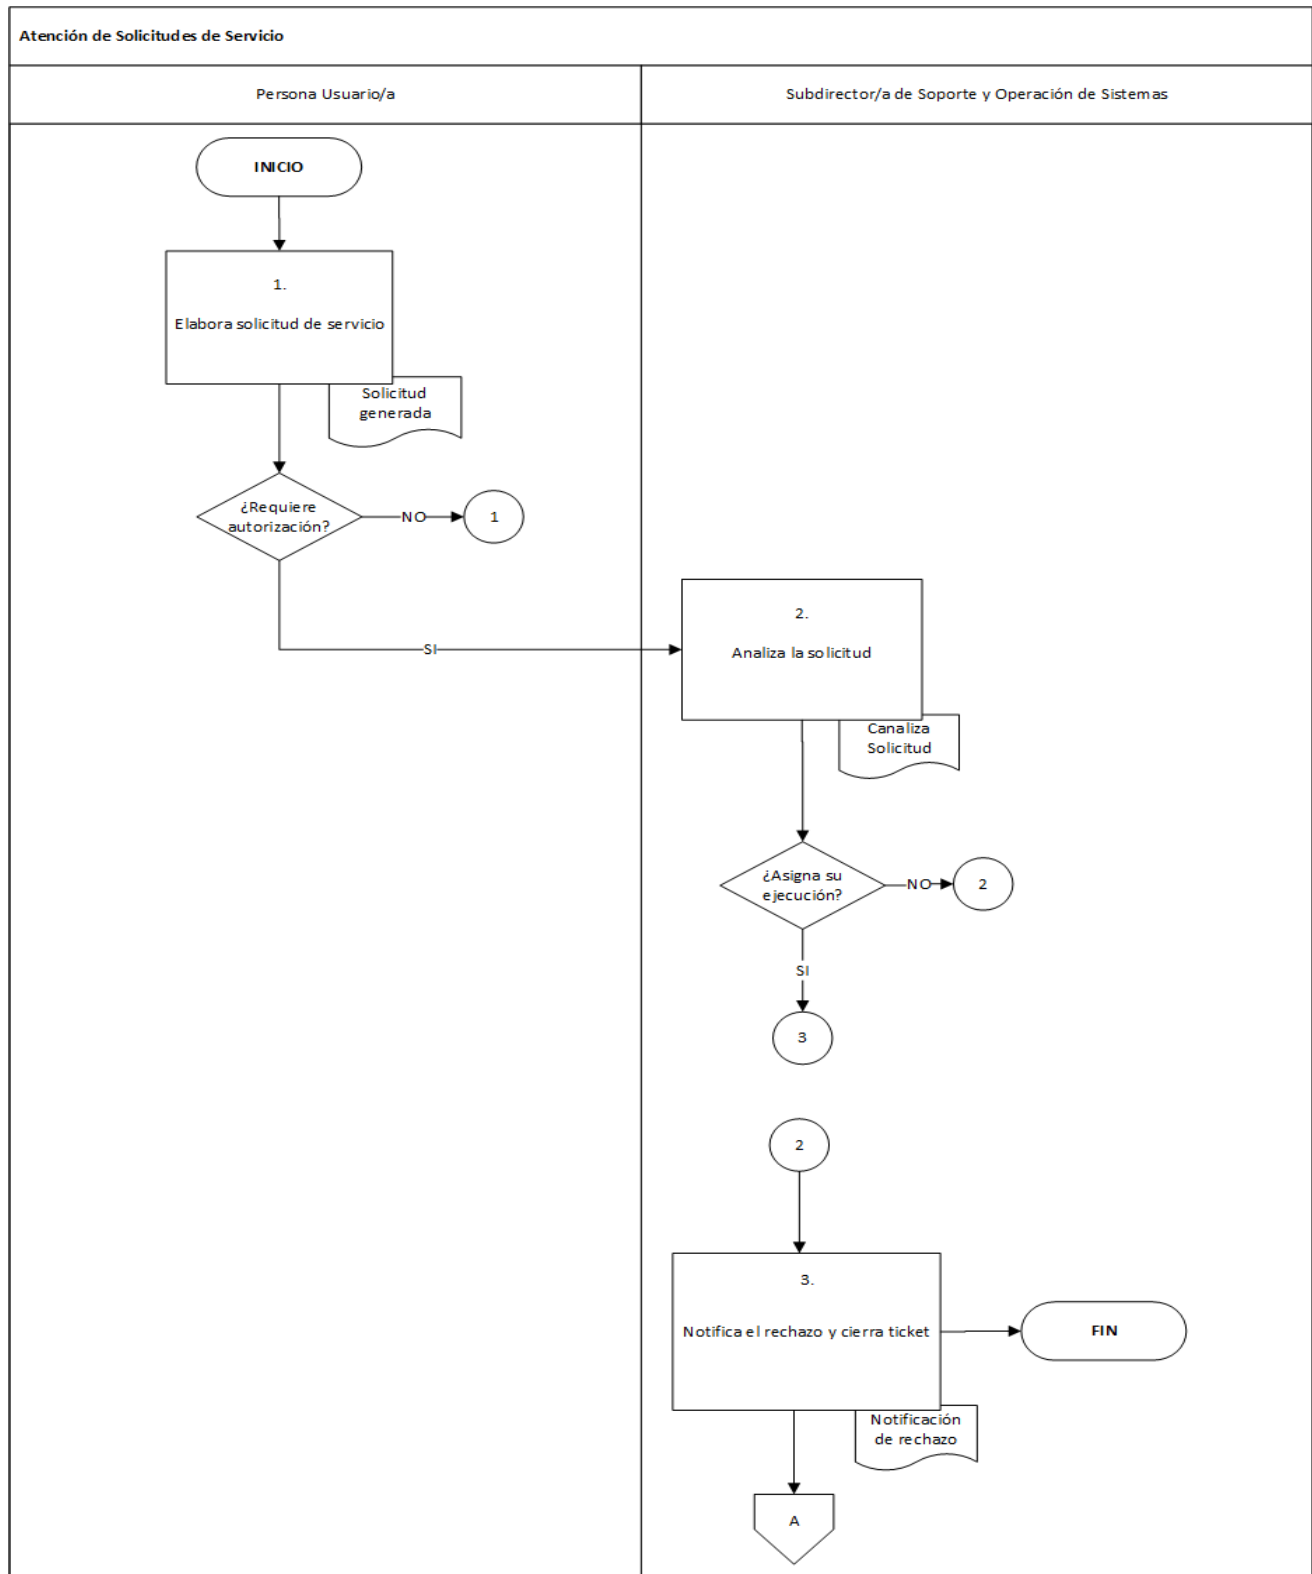 Atención de Solicitudes de Servicio
Persona Usuario/a
Subdirector/a de Soporte y Operación de Sistemas
INICIO
1.
Elabora solicitud de servicio
Solicitud
generada
¿Requiere
autorización?
NO
1
SI
2.
Analiza la solicitud
Canaliza
Solicitud
¿Asigna su
ejecución?
NO
2
SI
3
2
3.
Notifica el rechazo y cierra ticket
FIN
Notificación
de rechazo
A